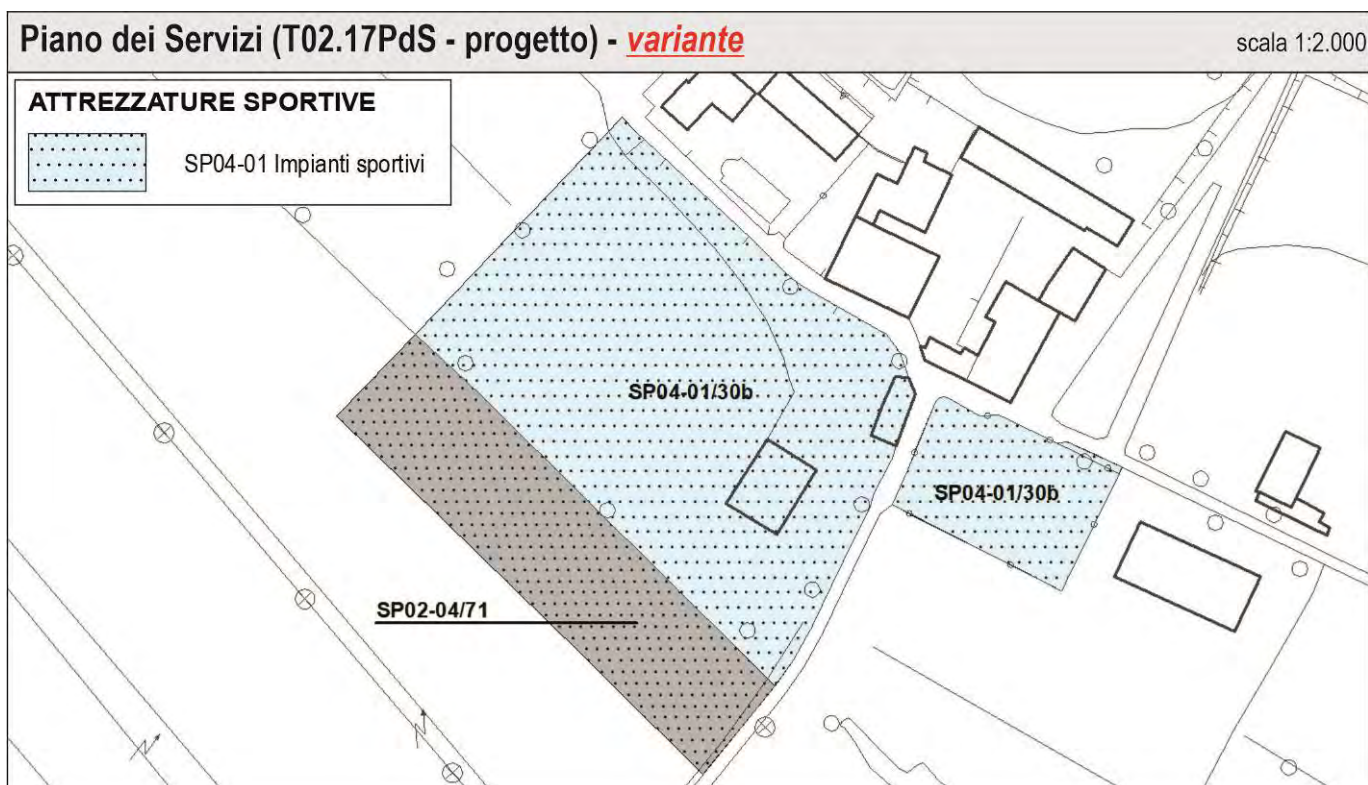 Piano dei Servizi (T02.17PdS - progetto) - variante
scala 1:2.000
ATTREZZATURE SPORTIVE
SP04-01 Impianti sportivi
SP04-01/30b
SP04-01/30b
SP02-04/71